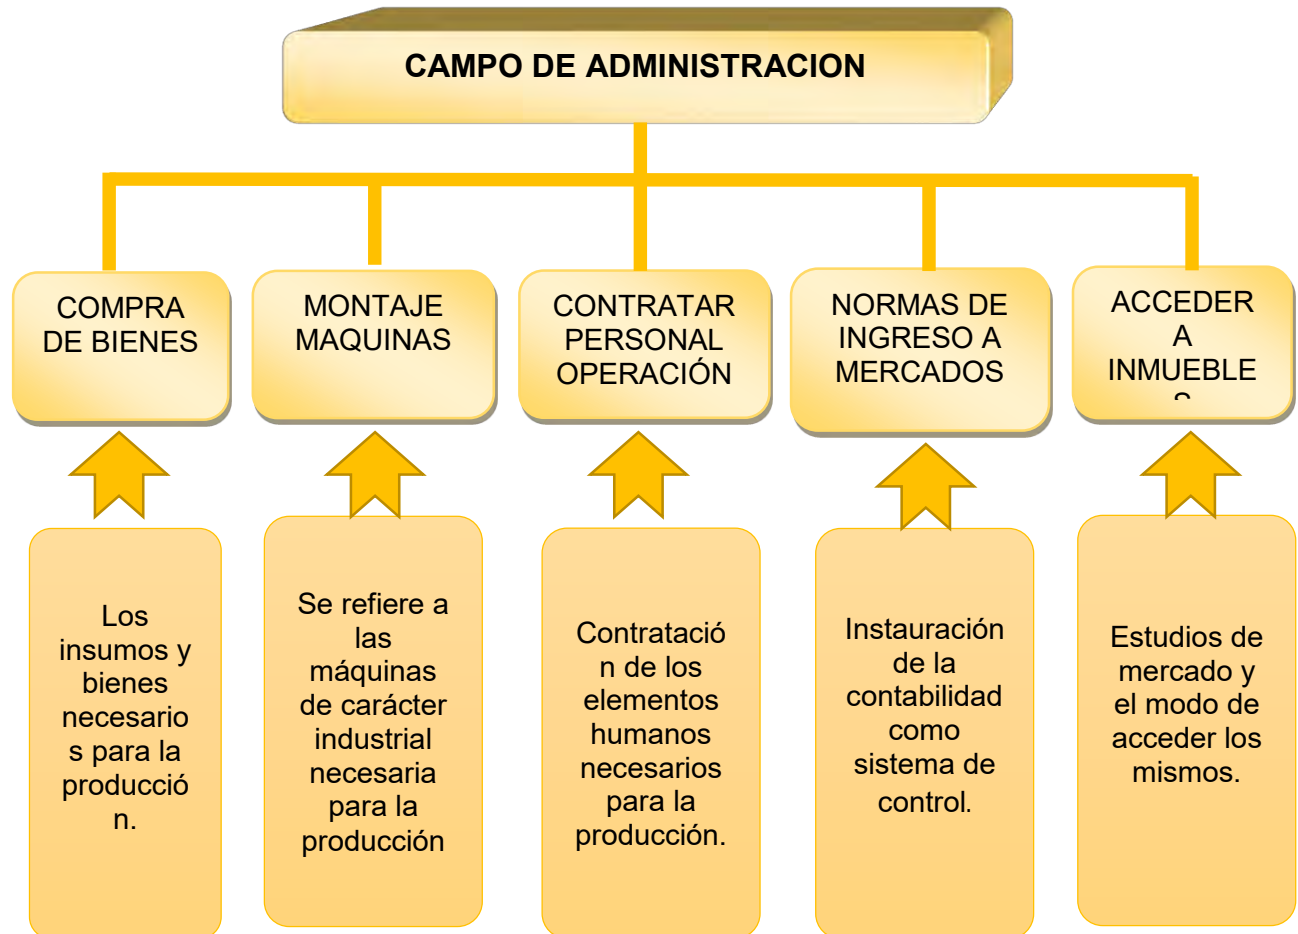 CAMPO DE ADMINISTRACION
COMPRA
DE BIENES
MONTAJE
MAQUINAS
CONTRATAR
PERSONAL
OPERACIÓN
NORMAS DE
INGRESO A
MERCADOS
ACCEDER
A
INMUEBLE
S
Los
insumos y
bienes
necesario
s para la
producció
n.
Se refiere a
las
máquinas
de carácter
industrial
necesaria
para la
producción
Contratació
n de los
elementos
humanos
necesarios
para la
producción.
Instauración
de la
contabilidad
como
sistema de
control.
Estudios de
mercado y
el modo de
acceder los
mismos.